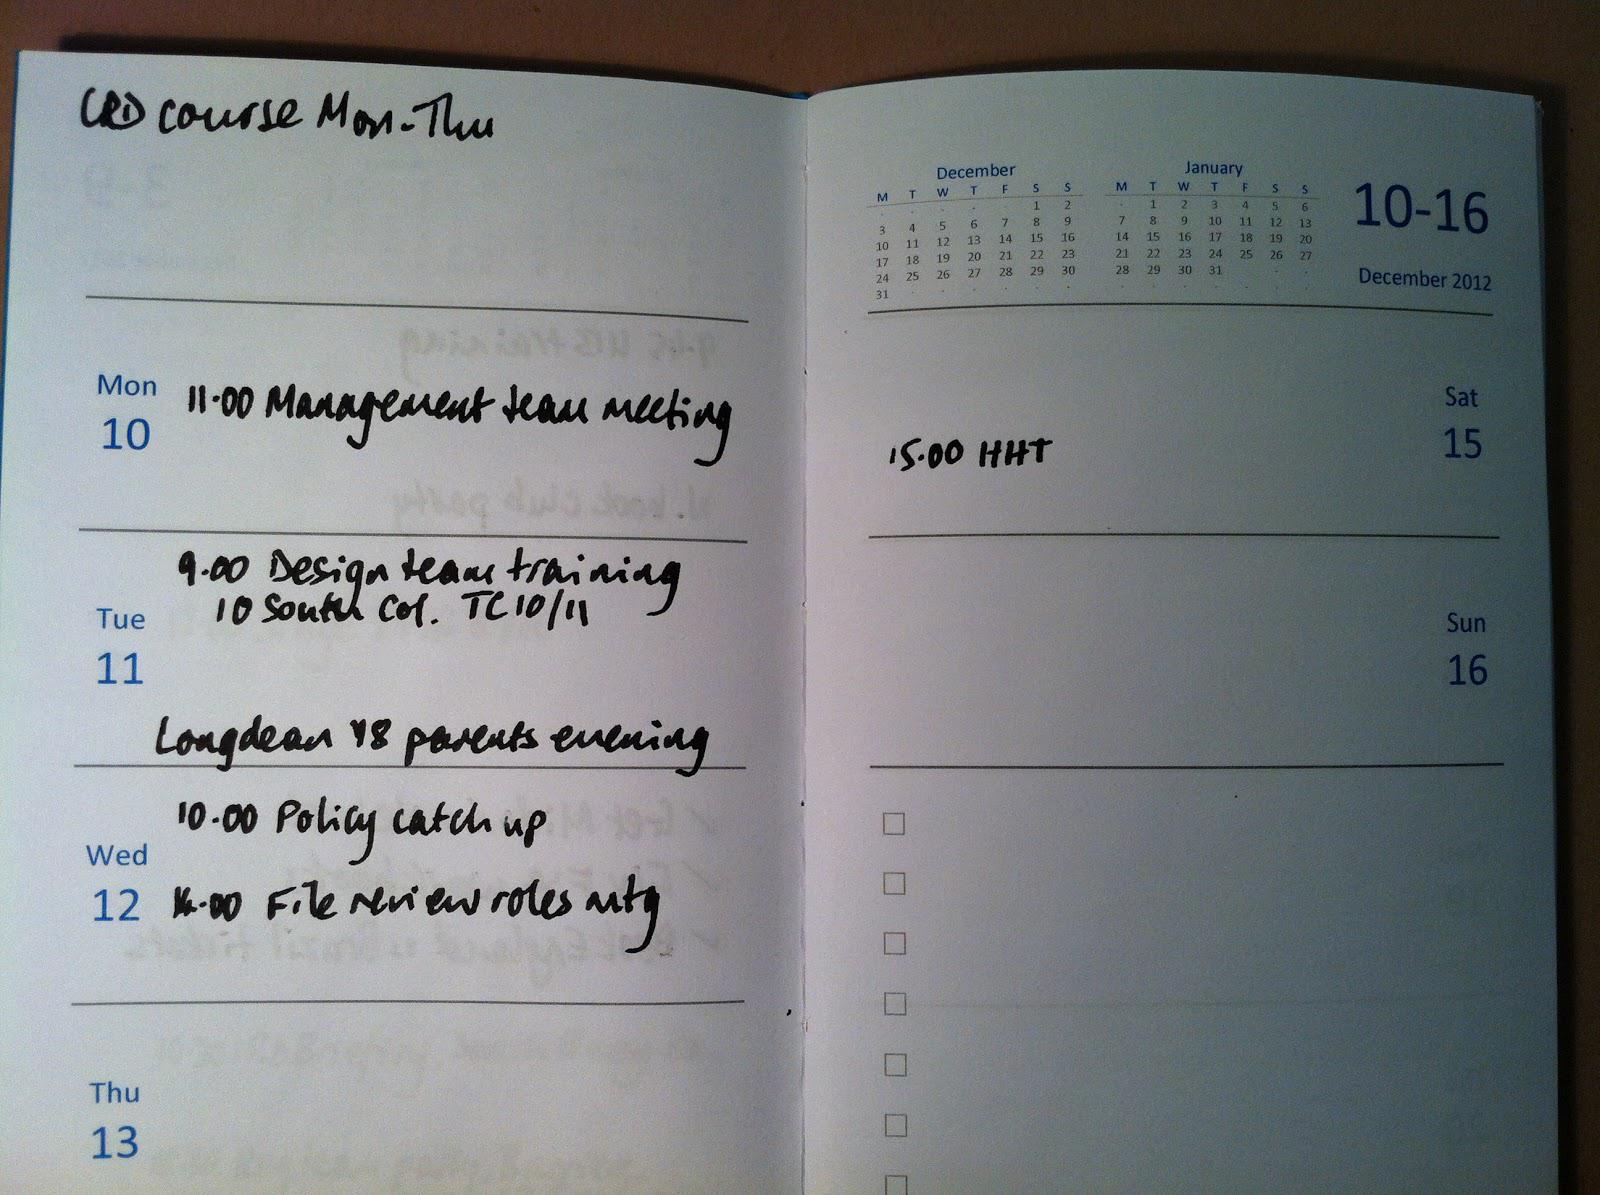 CRD course Mon-Thu
Mon
10
11.00 Management team meeting
9.00 Design team training
10 South Col. TC10/11
Tue
11
Longdean Y8 parents evening
10.00 Policy catch up
Wed
12
File review roles mtg
Thu
13
December
M T W T F S S
1 2
3 4 5 6 7 8 9
10 11 12 13 14 15 16
17 18 19 20 21 22 23
24 25 26 27 28 29 30
31
January
M T W T F S S
1 2 3 4 5 6
7 8 9 10 11 12 13
14 15 16 17 18 19 20
21 22 23 24 25 26 27
28 29 30 31
10-16
December 2012
Sat
15
15.00 HHT
Sun
16